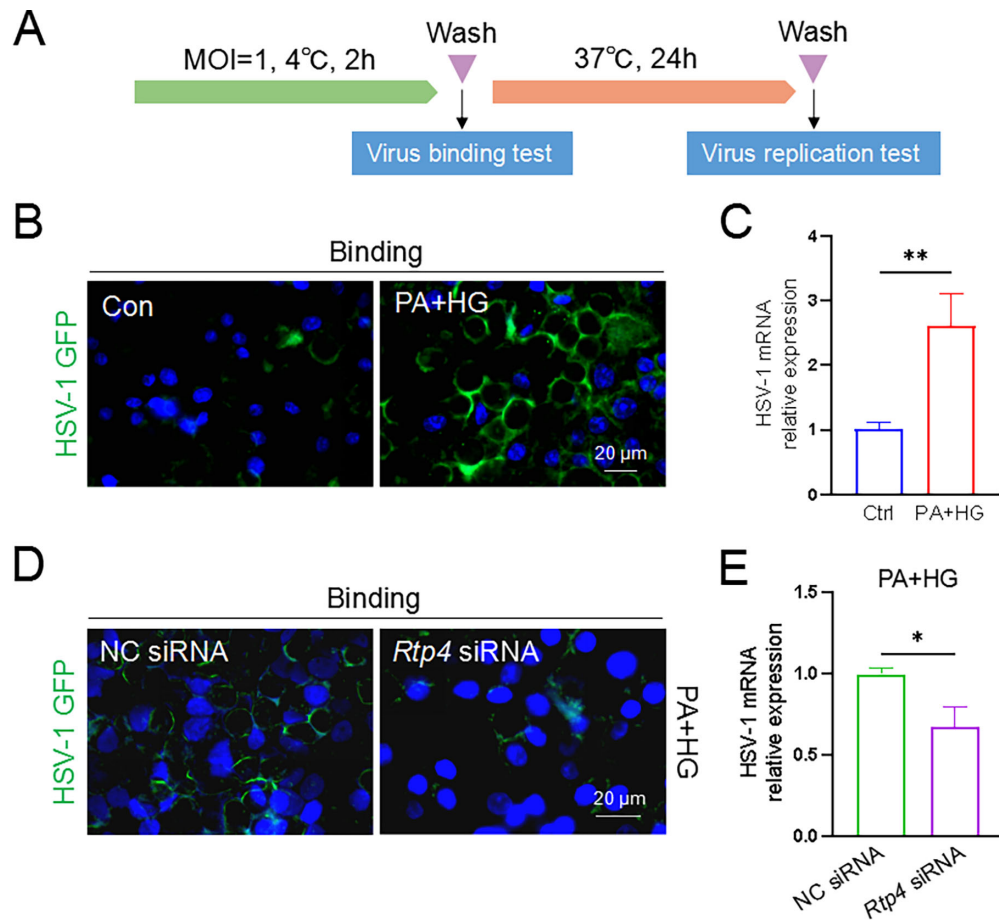 A
MOI=1, 4℃, 2h
Wash
37℃, 24h
Wash
Virus binding test
Virus replication test
B
Binding
HSV-1 GFP
Con
PA+HG
20 μm
C
HSV-1 mRNA
relative expression
4
3
2
1
0
**
Ctrl
PA+HG
D
Binding
HSV-1 GFP
NC siRNA
Rtp4 siRNA
20 μm
PA+HG
E
PA+HG
HSV-1 mRNA
relative expression
1.5
1.0
0.5
0.0
*
NC siRNA
Rtp4 siRNA